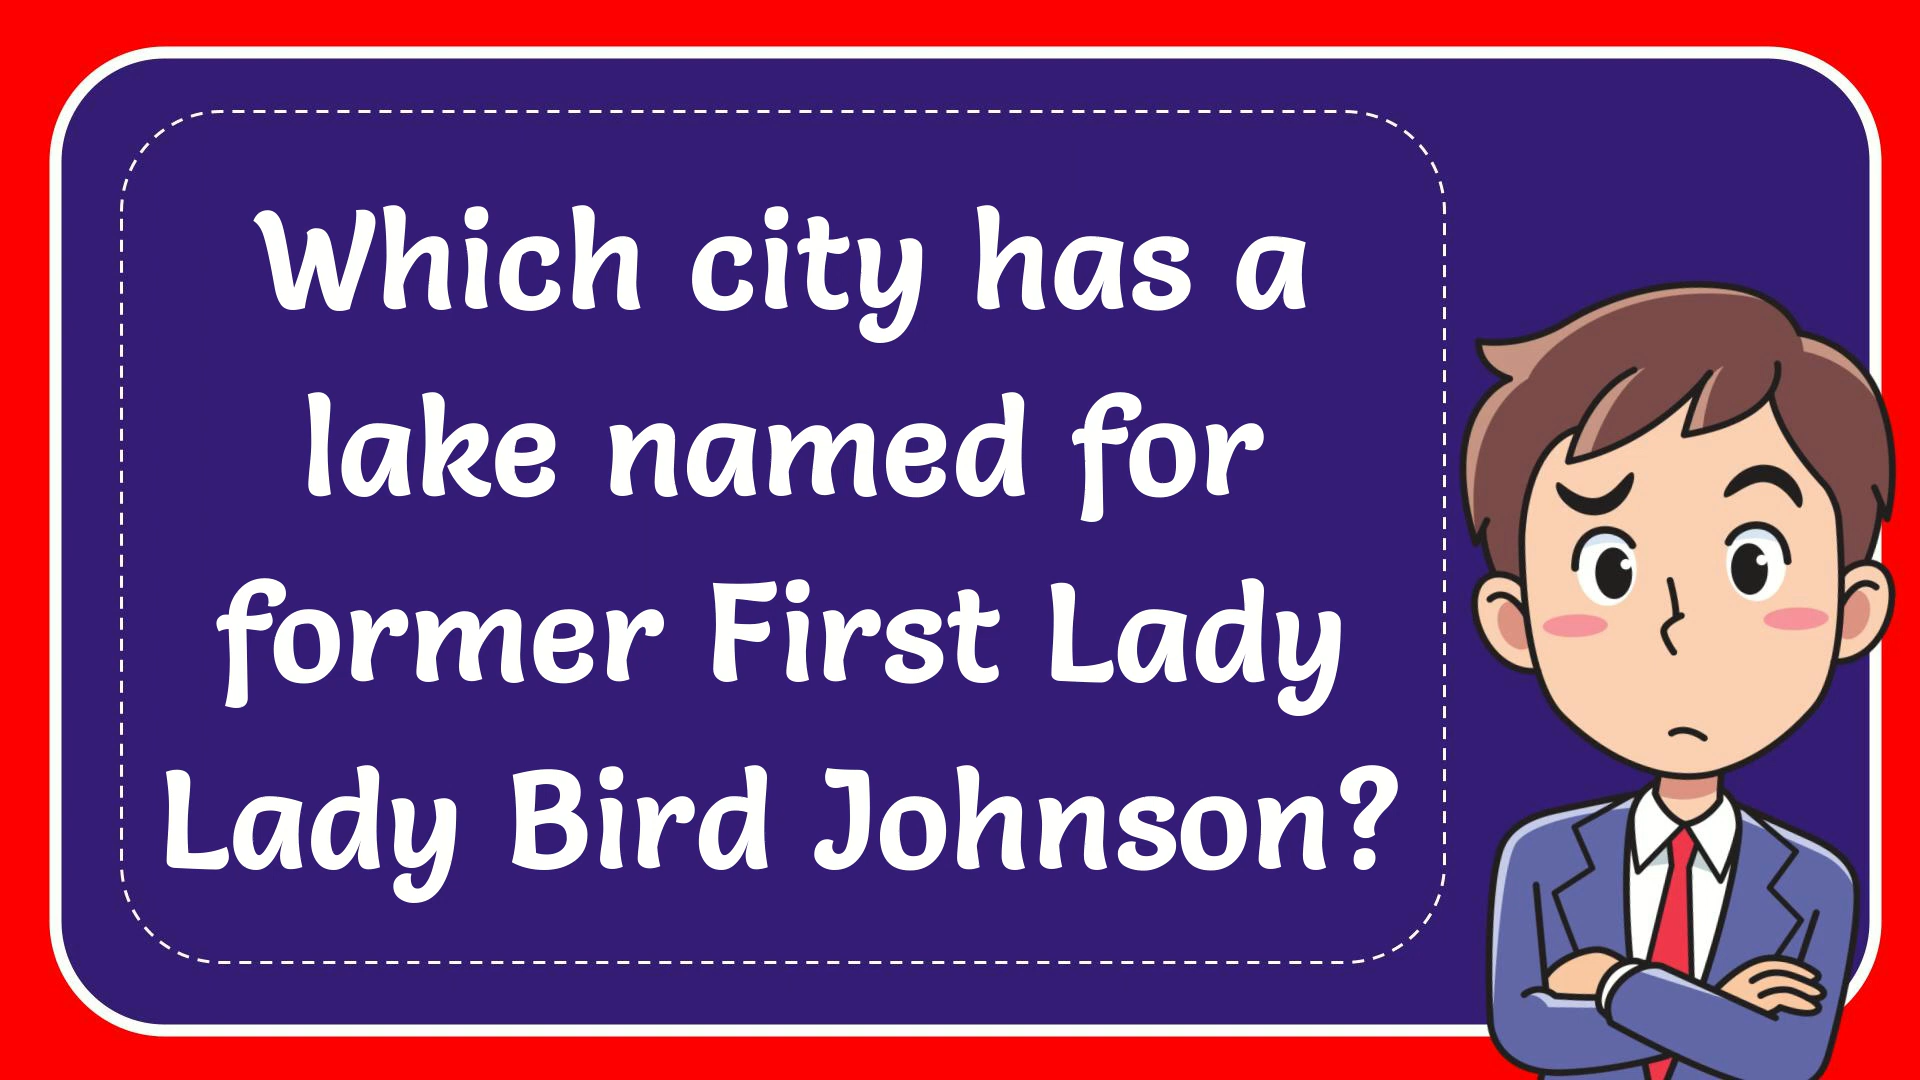 Which city has a
lake named for
former First Lady
Lady Bird Johnson?